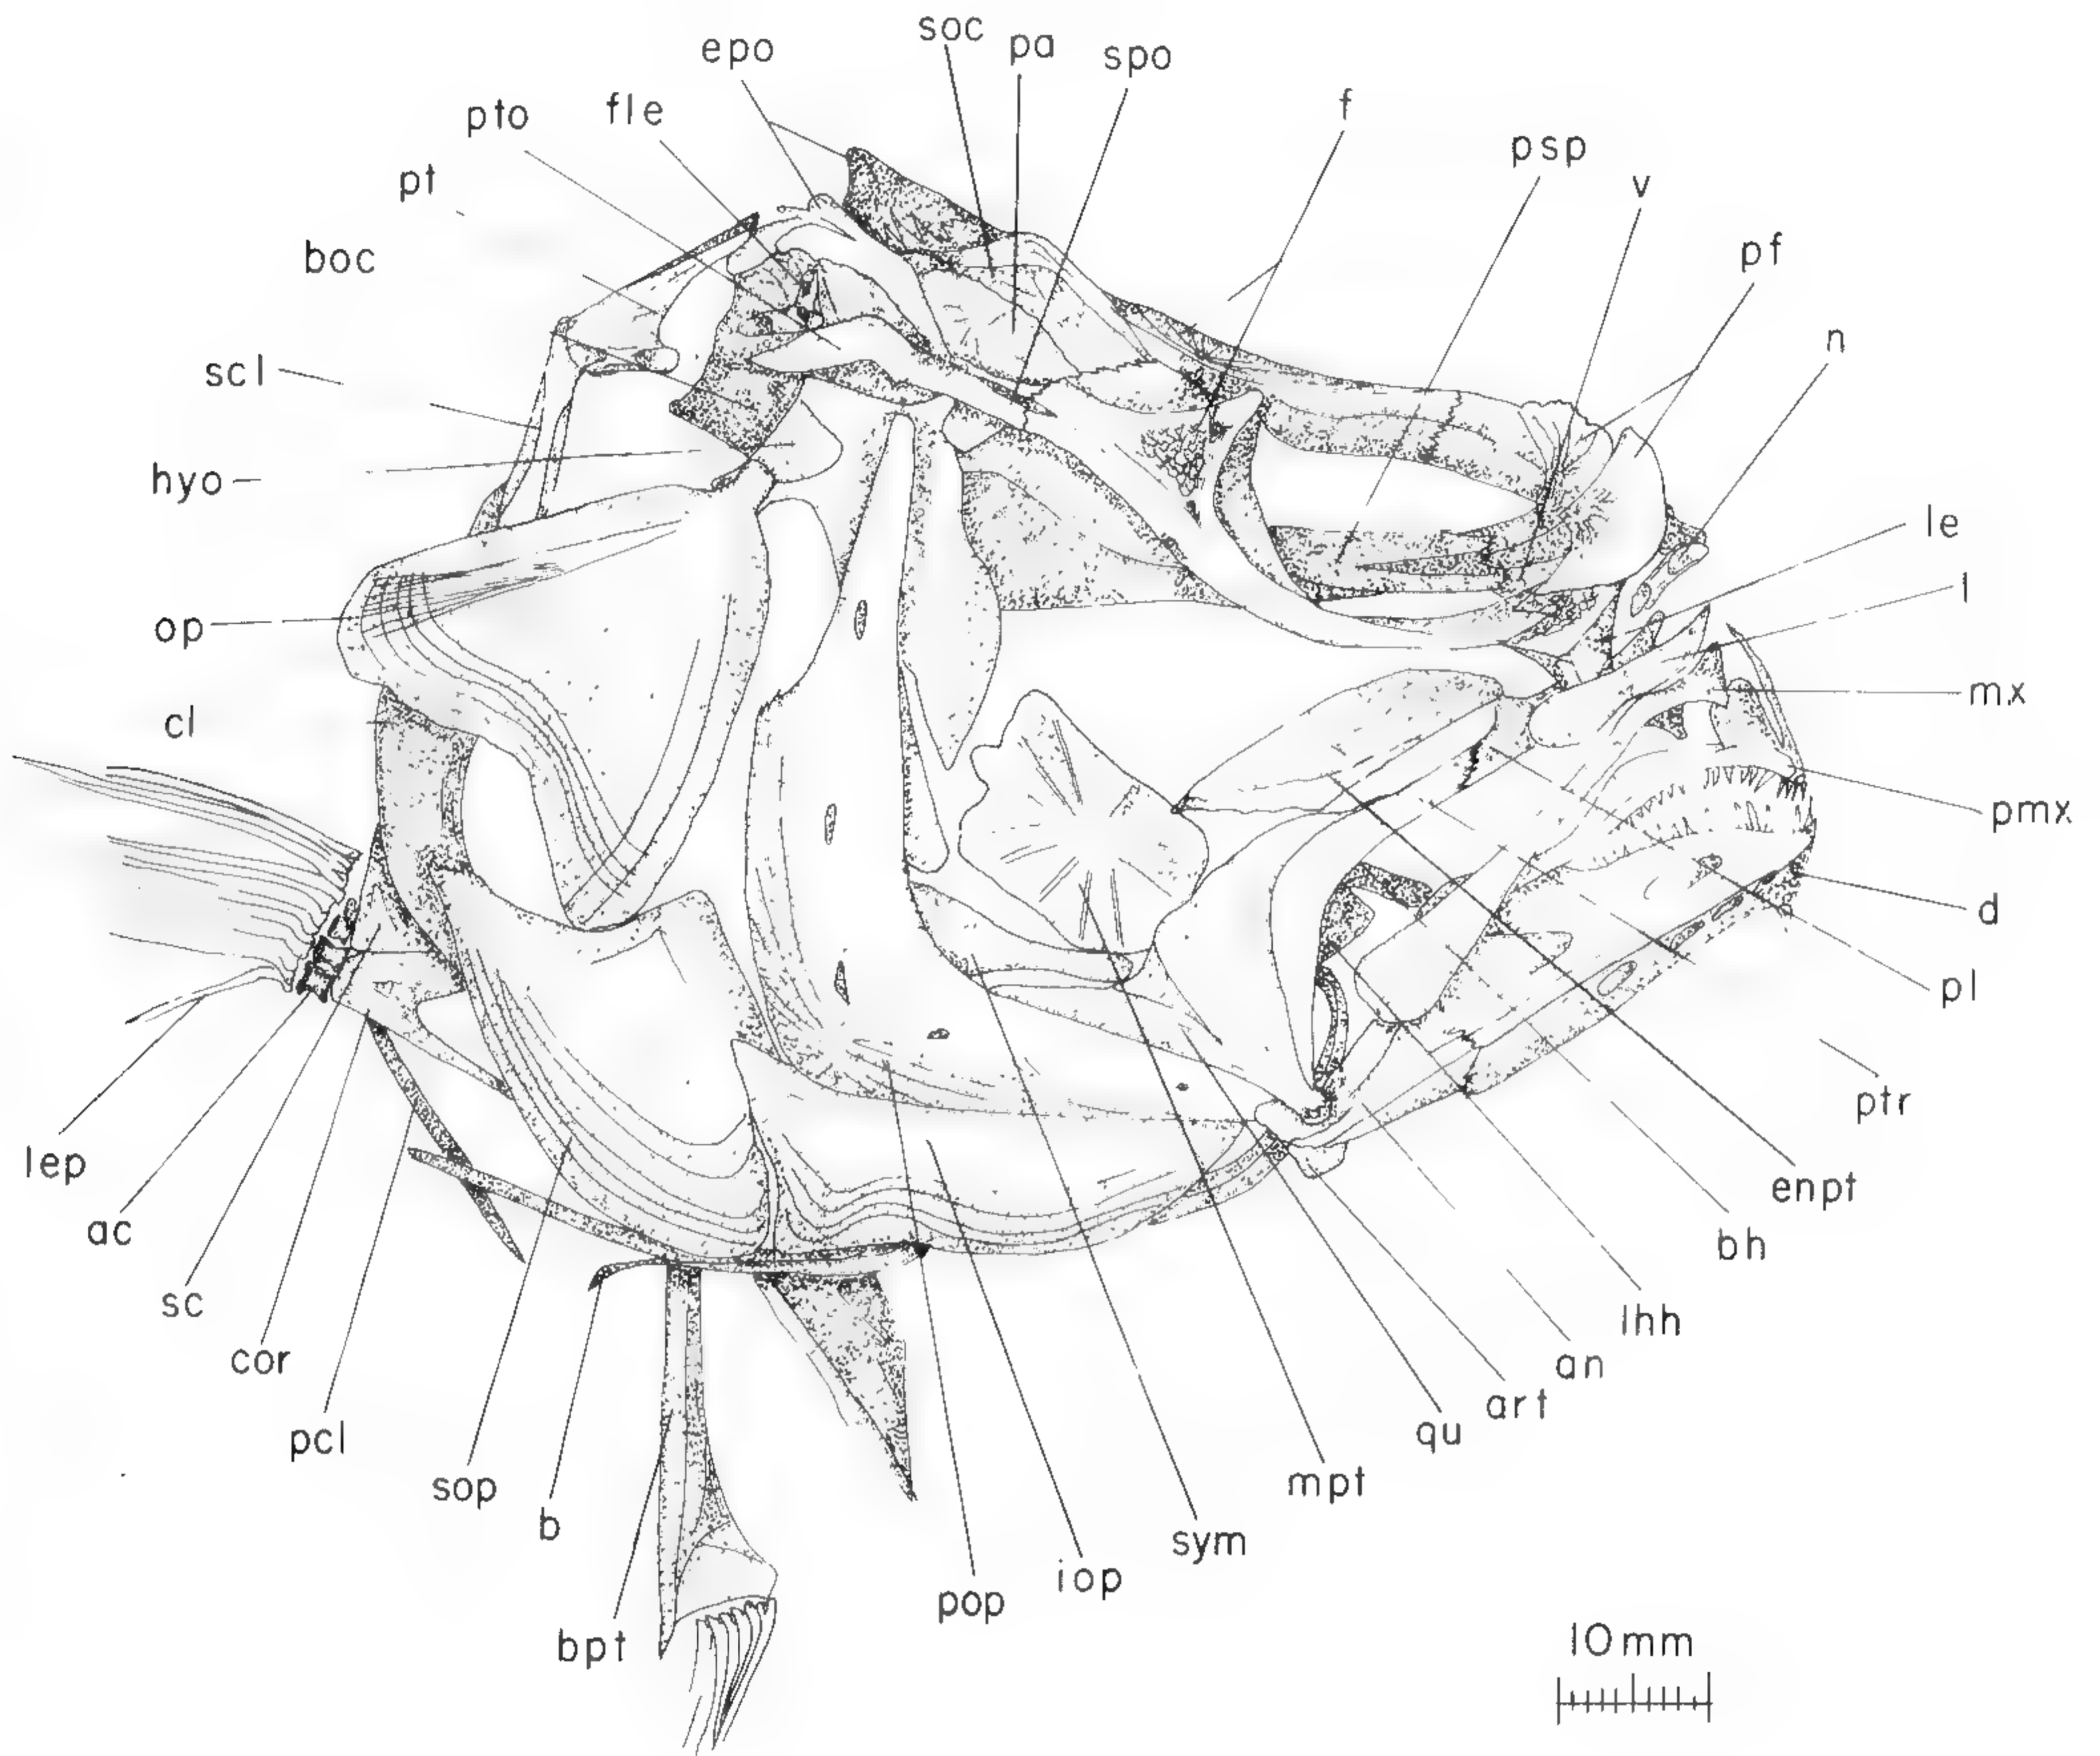 soc
pa
spo
epo
fle
pto
f
psp
v
pt
pf
boc
n
scl
hyo
le
l
op
mx
cl
pmx
d
pl
ptr
lep
enpt
ac
bh
sc
lhh
cor
an
art
pcl
qu
sop
mpt
b
sym
iop
pop
bpt
10mm